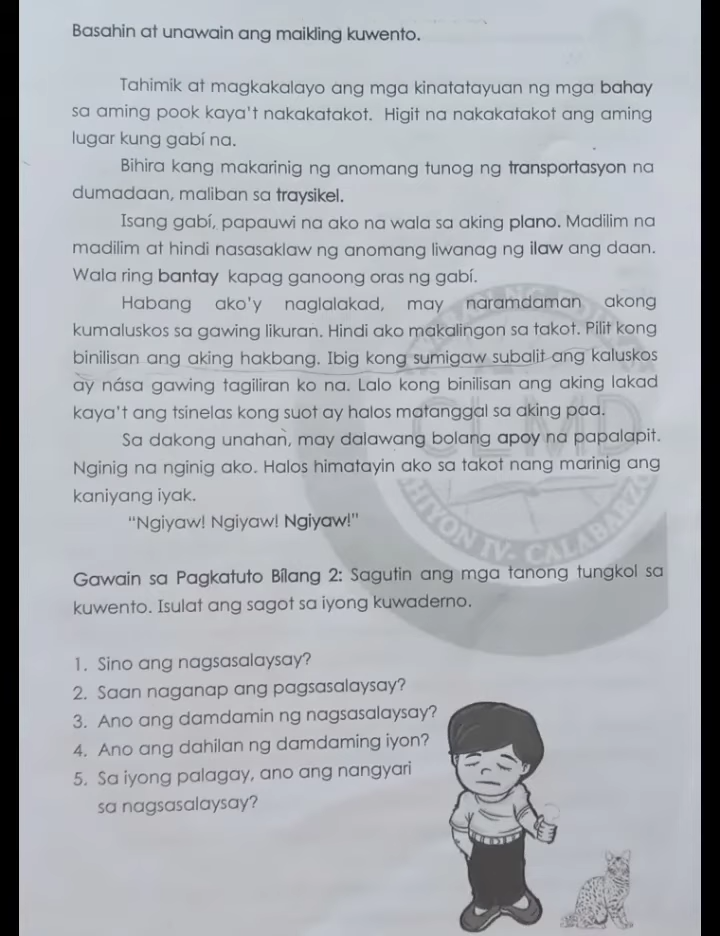 Basahin at unawain ang maikling kuwento.
Tahimik at magkakalayo ang mga kinatatayuan ng mga bahay
sa aming pook kaya't nakakatakot. Higit na nakakatakot ang aming
lugar kung gabí na.
Bihira kang makarinig ng anomang tunog ng transportasyon na
dumadaan, maliban sa traysikel.
Isang gabí, papauwi na ako na wala sa aking plano. Madilim na
madilim at hindi nasasaklaw ng anomang liwanag ng ilaw ang daan.
Wala ring bantay kapag ganoong oras ng gabí.
Habang ako'y naglalakad, may naramdaman akong
kumaluskos sa gawing likuran. Hindi ako makalingon sa takot. Pilit kong
binilisan ang aking hakbang. Ibig kong sumigaw subalit ang kaluskos
ay nása gawing tagiliran ko na. Lalo kong binilisan ang aking lakad
kaya't ang tsinelas kong suot ay halos matanggal sa aking paa.
Sa dakong unahan, may dalawang bolang apoy na papalapit.
Nginig na nginig ako. Halos himatayin ako sa takot nang marinig ang
kaniyang iyak.
"Ngiyaw! Ngiyaw! Ngiyaw!"
Gawain sa Pagkatuto Bílang 2: Sagutin ang mga tanong tungkol sa
kuwento. Isulat ang sagot sa iyong kuwaderno.
1. Sino ang nagsasalaysay?
2. Saan naganap ang pagsasalaysay?
3. Ano ang damdamin ng nagsasalaysay?
4. Ano ang dahilan ng damdaming iyon?
5. Sa iyong palagay, ano ang nangyari
sa nagsasalaysay?
CLMD
IV- CALABARZO